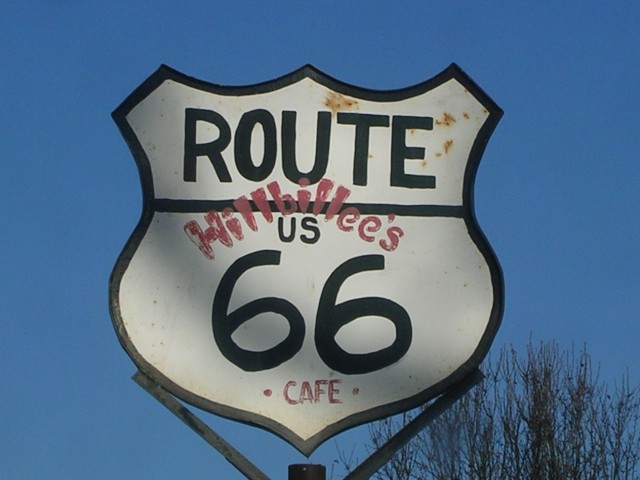 ROUTE
Hillbillee's
US
66
• CAFE •